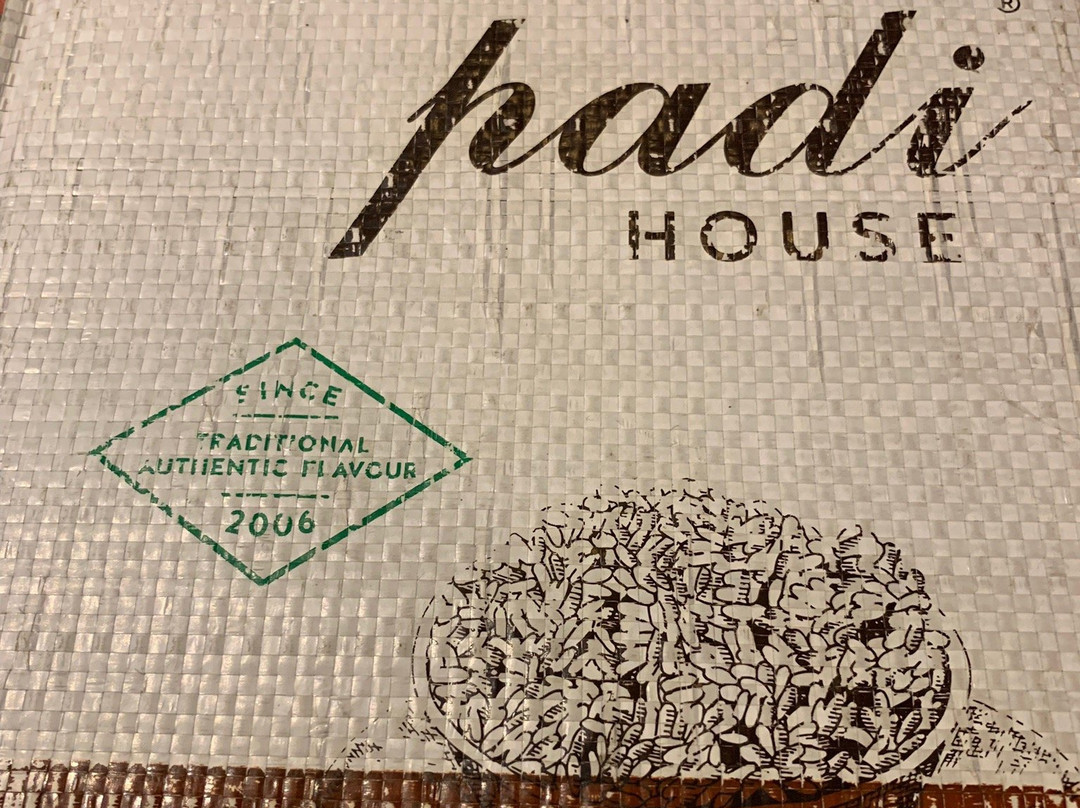 padi®
HOUSE
SINCE
TRADITIONAL
AUTHENTIC FLAVOUR
2006